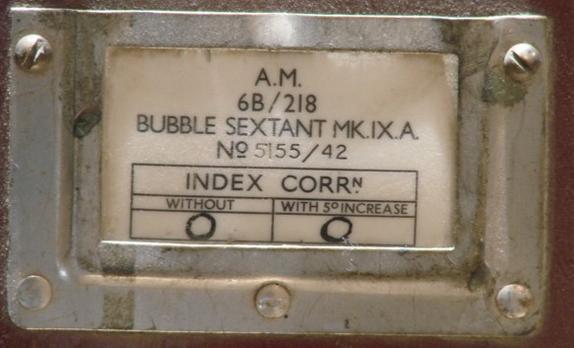 A.M.
6B/218
BUBBLE SEXTANT MK.IX.A.
Nº 5155/42
INDEX CORRᴺ
WITHOUT WITH 5° INCREASE
0 0